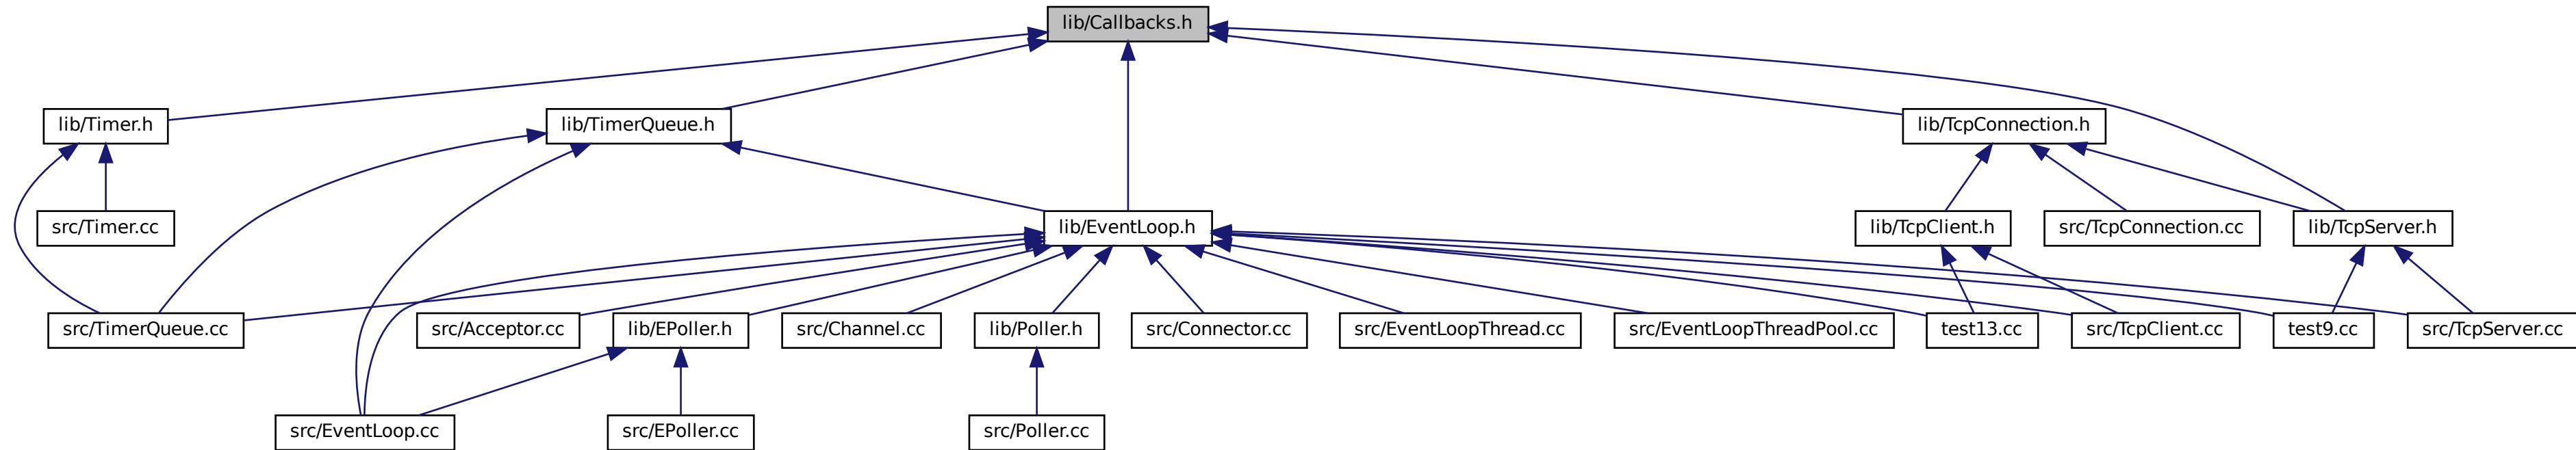 lib/Callbacks.h
lib/Timer.h
lib/TimerQueue.h
lib/TcpConnection.h
src/Timer.cc
lib/EventLoop.h
lib/TcpClient.h
src/TcpConnection.cc
lib/TcpServer.h
src/TimerQueue.cc
src/Acceptor.cc
lib/EPoller.h
src/Channel.cc
lib/Poller.h
src/Connector.cc
src/EventLoopThread.cc
src/EventLoopThreadPool.cc
test13.cc
src/TcpClient.cc
test9.cc
src/TcpServer.cc
src/EventLoop.cc
src/EPoller.cc
src/Poller.cc